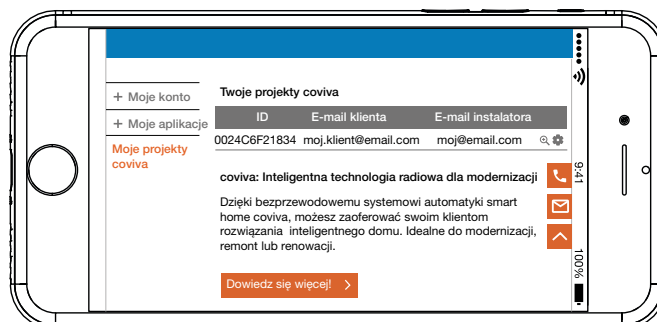 + Moje konto
+ Moje aplikacje
Moje projekty
coviva
Twoje projekty coviva
ID E-mail klienta E-mail instalatora
0024C6F21834 moj.klient@email.com moj@email.com
coviva: Inteligentna technologia radiowa dla modernizacji
Dzięki bezprzewodowemu systemowi automatyki smart
home coviva, możesz zaoferować swoim klientom
rozwiązania inteligentnego domu. Idealne do modernizacji,
remont lub renowacji.
Dowiedz się więcej!
9:41
100%